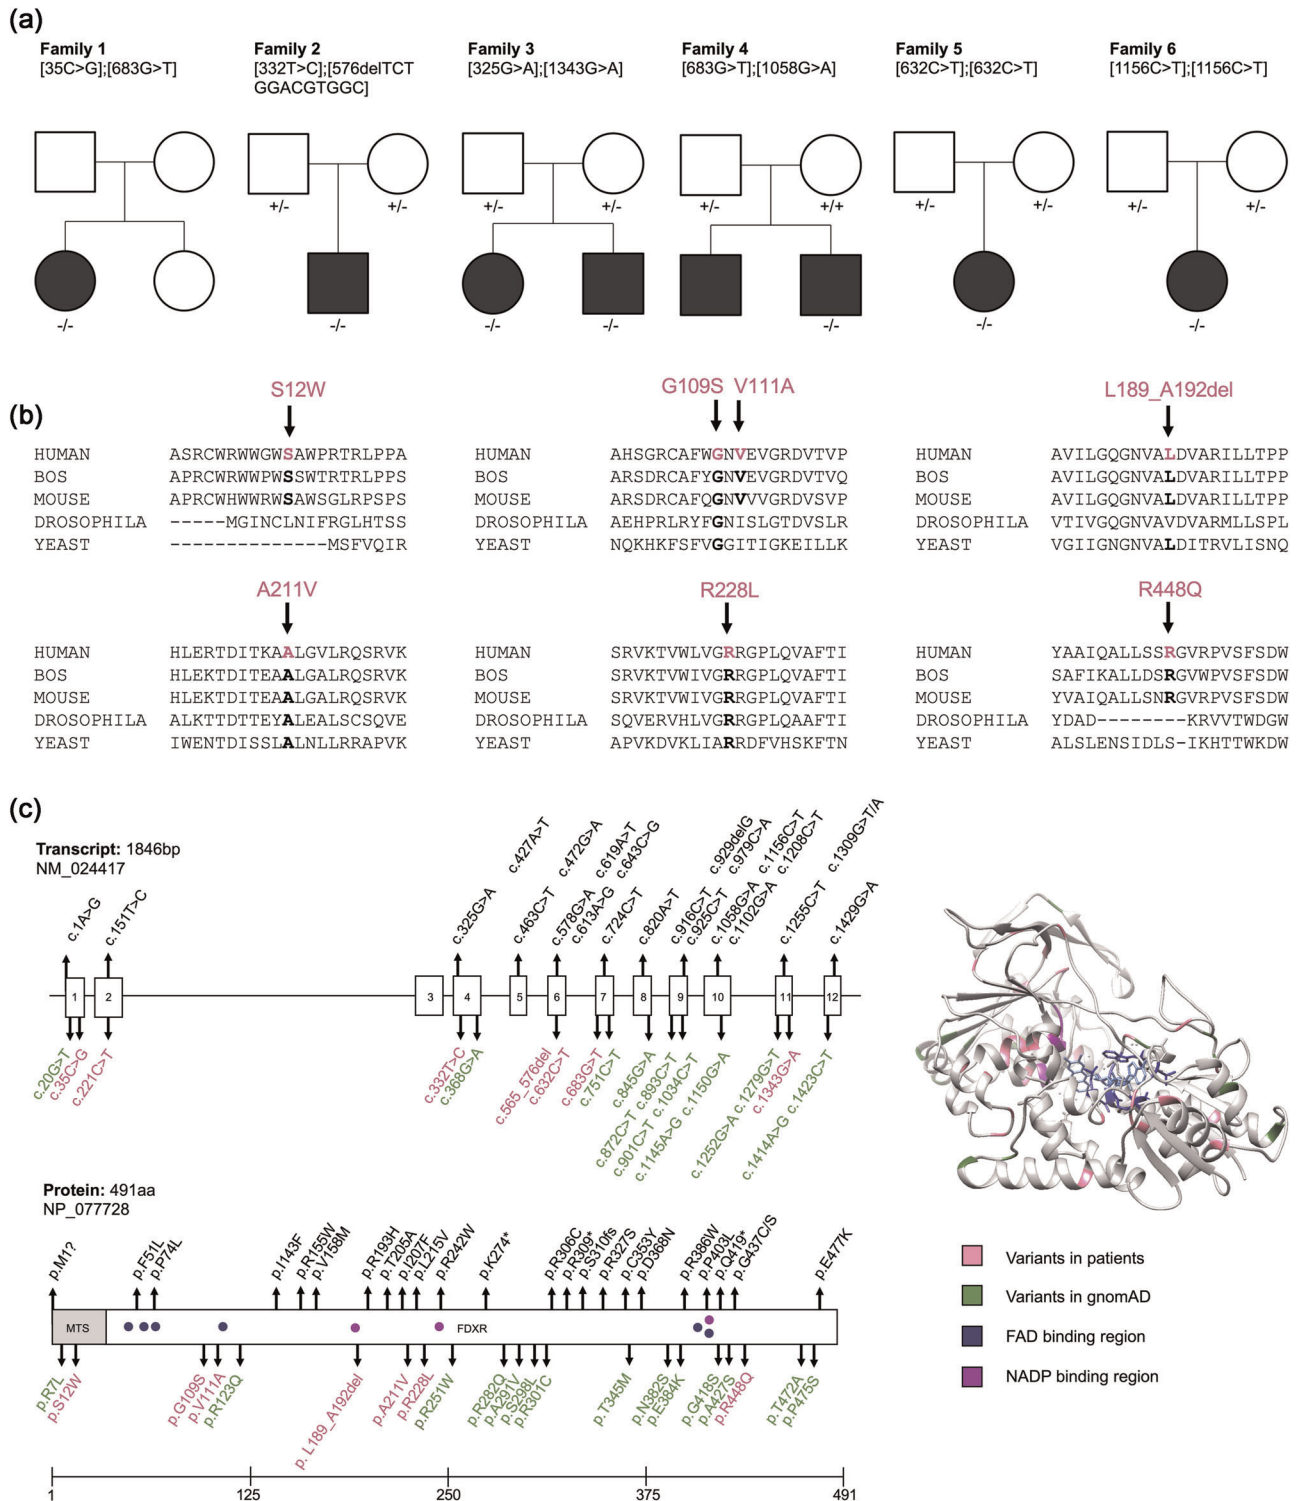 (a)
Family 1
[35C>G];[683G>T]
Family 2
[332T>C];[576delTCT
GGACGTGGC]
Family 3
[325G>A];[1343G>A]
Family 4
[683G>T];[1058G>A]
Family 5
[632C>T];[632C>T]
Family 6
[1156C>T];[1156C>T]
+/- +/- +/- +/- +/- +/+ +/- +/- +/- +/-
-/- -/- -/- -/- -/- -/- -/-
(b)
S12W
HUMAN ASRCWRWWGWSAWPRTRLPPA
BOS APRCWRWWPWSSWTRTRLPPS
MOUSE APRCWHWWRWSAWSGLRPSPS
DROSOPHILA -----MGINCLNIFRGLHTSS
YEAST --------------MSFVQIR
G109S V111A
HUMAN AHSGRCAFWGNVEVGRDVTVP
BOS ARSDRCAFYGNVEVGRDVTVQ
MOUSE ARSDRCAFQGNVVVGRDVSVP
DROSOPHILA AEHPRLRYFGNISLGTDVSLR
YEAST NQKHKFSFVGGITIGKEILLK
L189_A192del
HUMAN AVILGQGNVALDVARILLTPP
BOS AVILGQGNVALDVARILLTPP
MOUSE AVILGQGNVALDVARILLTPP
DROSOPHILA VTIVGQGNVAVDVARMLLSPL
YEAST VGIIGNGNVALDITRVLISNQ
A211V
HUMAN HLERTDITKAALGVLRQSRVK
BOS HLEKTDITEAALGALRQSRVK
MOUSE HLEKTDITEAALGALRQSRVK
DROSOPHILA ALKTTDTTEYALEALSCSQVE
YEAST IWENTDISSLALNLLRRAPVK
R228L
HUMAN SRVKTVWLVGRRGPLQVAFTI
BOS SRVKTVWIVGRRGPLQVAFTI
MOUSE SRVKTVWIVGRRGPLQVAFTI
DROSOPHILA SQVERVHLVGRRGPLQAAFTI
YEAST APVKDVKLIARRDFVHSKFTN
R448Q
HUMAN YAAIQALLSSRGVRPVSFSDW
BOS SAFIKALLDSRGVWPVSFSDW
MOUSE YVAIQALLSNRGVRPVSFSDW
DROSOPHILA YDAD--------KRVVTWDGW
YEAST ALSLENSIDLS-IKHTTWKDW
(c)
Transcript: 1846bp
NM_024417
c.1A>G
c.151T>C
c.325G>A
c.427A>T
c.463C>T
c.472G>A
c.578G>A
c.613A>G
c.619A>T
c.643C>G
c.724C>T
c.820A>T
c.916C>T
c.925C>T
c.929delG
c.979C>A
c.1058G>A
c.1102G>A
c.1156C>T
c.1208C>T
c.1255C>T
c.1309G>T/A
c.1429G>A
1 2 3 4 5 6 7 8 9 10 11 12
c.20G>T
c.35C>G
c.221C>T
c.332T>C
c.368G>A
c.565_576del
c.632C>T
c.683G>T
c.751C>T
c.845G>A
c.872C>T
c.893C>T
c.901C>T
c.1034C>T
c.1145A>G
c.1150G>A
c.1252G>A
c.1279G>T
c.1343G>A
c.1414A>G
c.1423C>T
Protein: 491aa
NP_077728
p.M1?
p.F51L
p.P74L
p.I143F
p.R155W
p.V158M
p.R193H
p.T205A
p.I207F
p.L215V
p.R242W
p.K274*
p.R306C
p.R309*
p.S310fs
p.R327S
p.C353Y
p.D368N
p.R386W
p.P403L
p.Q419*
p.G437C/S
p.E477K
MTS
FDXR
p.R7L
p.S12W
p.G109S
p.V111A
p.R123Q
p. L189_A192del
p.A211V
p.R228L
p.R251W
p.R282Q
p.A291V
p.S298L
p.R301C
p.T345M
p.N382S
p.E384K
p.G418S
p.A427S
p.R448Q
p.T472A
p.P475S
1 125 250 375 491
Variants in patients
Variants in gnomAD
FAD binding region
NADP binding region